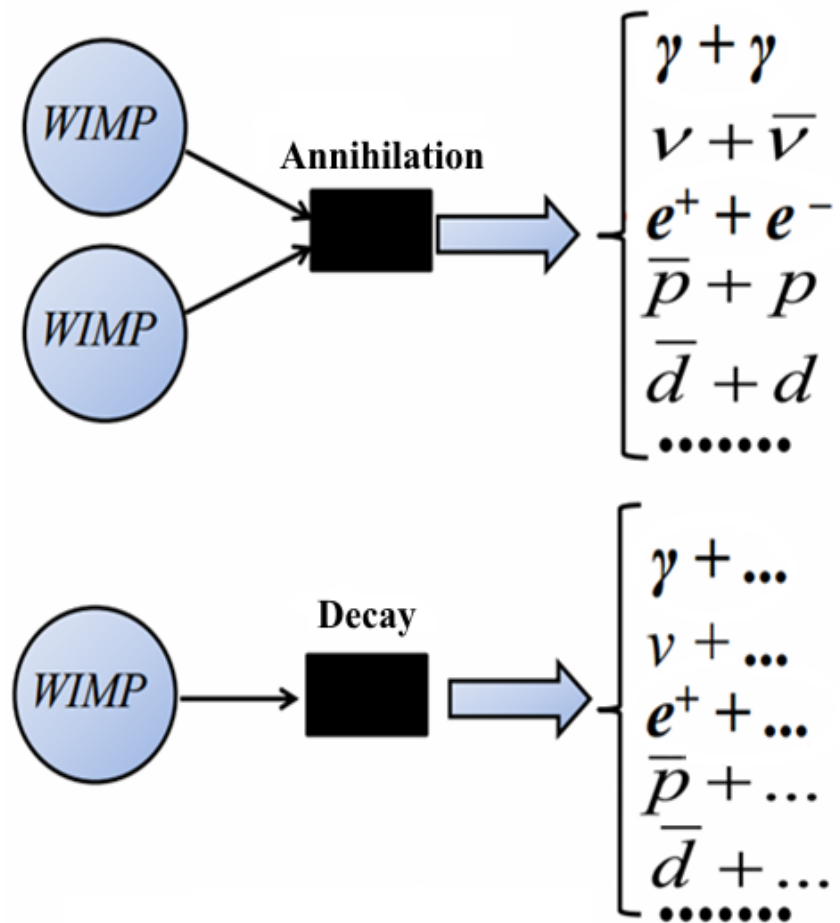 WIMP
WIMP
Annihilation
γ + γ
ν + ν̅
e⁺ + e⁻
p̅ + p
d̅ + d
•••••••
WIMP
Decay
γ + ...
ν + ...
e⁺ + ...
p̅ + ...
d̅ + ...
•••••••